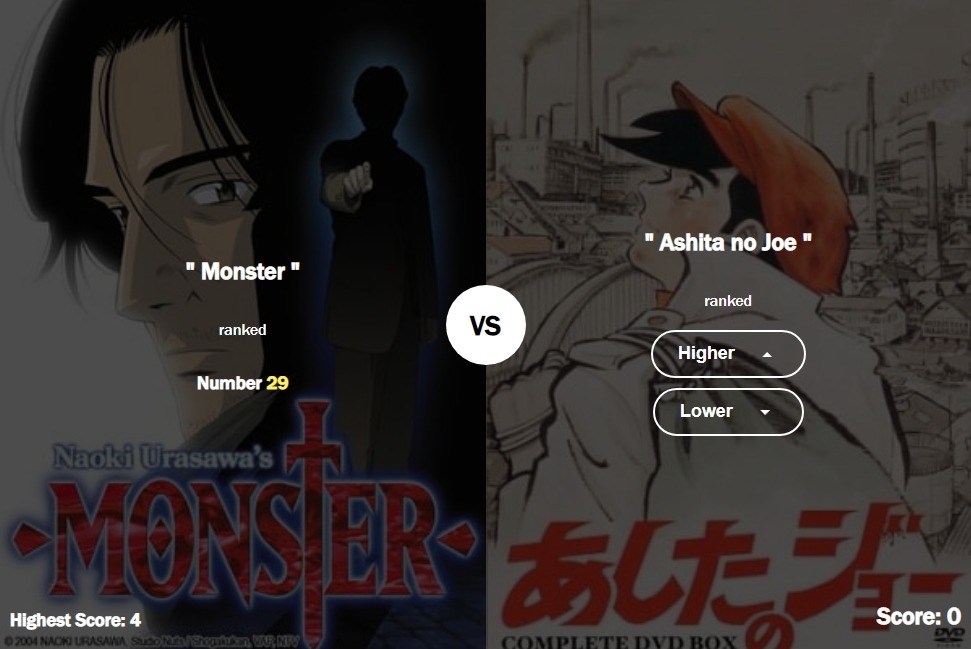 " Monster "
ranked
Number 29
VS
" Ashita no Joe "
ranked
Higher
Lower
Naoki Urasawa's
MONSTER
Highest Score: 4
© 2004 NAOKI URASAWA, Studio Nuts / Shogakukan, VAP, NTV
あしたのジョー
COMPLETE DVD BOX
Score: 0
DVD